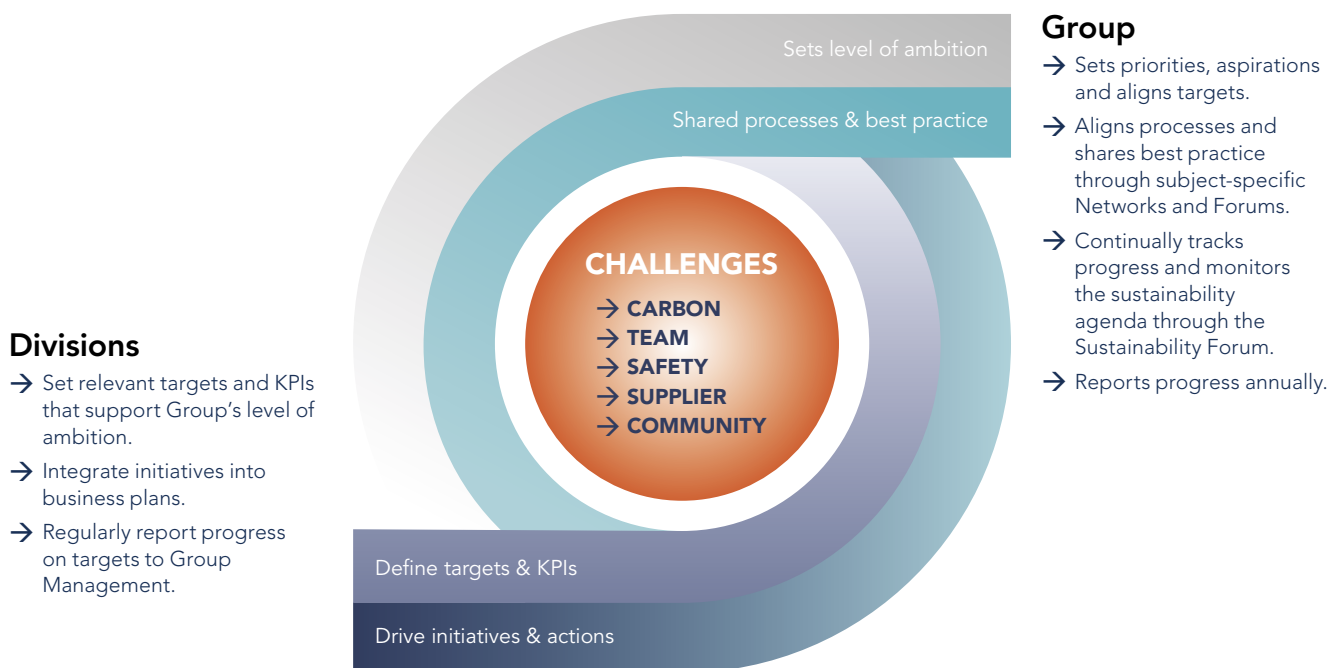 Sets level of ambition
Shared processes & best practice
Group
→ Sets priorities, aspirations
and aligns targets.
→ Aligns processes and
shares best practice
through subject-specific
Networks and Forums.
→ Continually tracks
progress and monitors
the sustainability
agenda through the
Sustainability Forum.
→ Reports progress annually.
CHALLENGES
→ CARBON
→ TEAM
→ SAFETY
→ SUPPLIER
→ COMMUNITY
Divisions
→ Set relevant targets and KPIs
that support Group’s level of
ambition.
→ Integrate initiatives into
business plans.
→ Regularly report progress
on targets to Group
Management.
Define targets & KPIs
Drive initiatives & actions